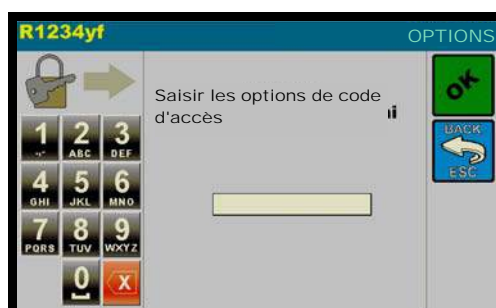 R1234yf
OPTIONS
Saisir les options de code
d'accès
OK
BACK
ESC
1 2 3
.,* ABC DEF
4 5 6
GHI JKL MNO
7 8 9
PQRS TUV WXYZ
0 X